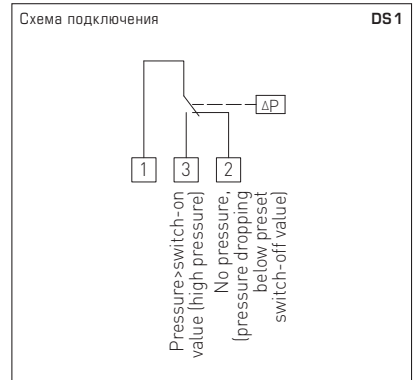 Схема подключения DS1
ΔP
1 3 2
Pressure>switch-on
value (high pressure)
No pressure,
(pressure dropping
below preset
switch-off value)